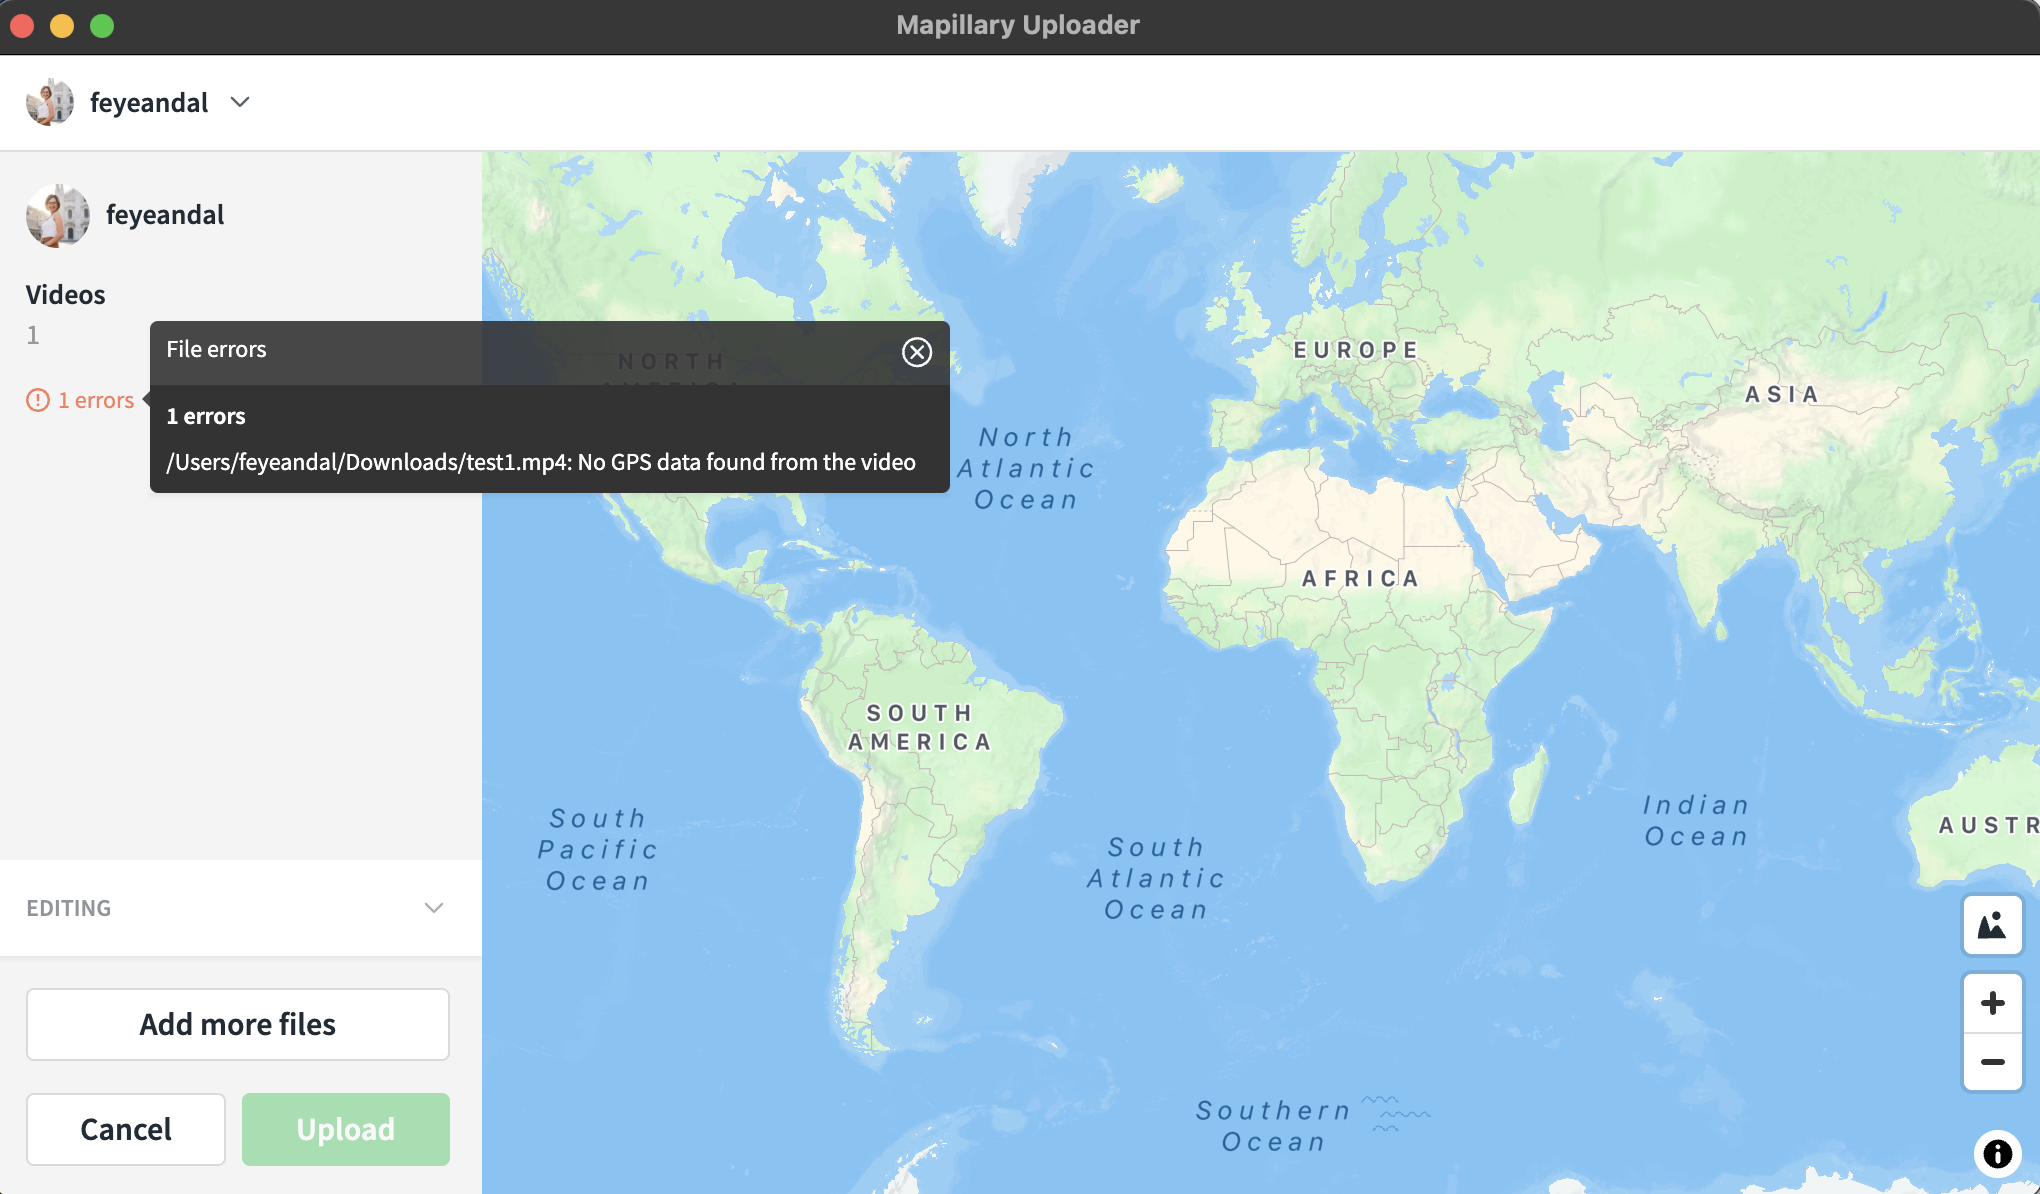 Mapillary Uploader
feyeandal
feyeandal
Videos
1
1 errors
File errors
1 errors
/Users/feyeandal/Downloads/test1.mp4: No GPS data found from the video
NORTH
AMERICA
North
Atlantic
Ocean
EUROPE
ASIA
AFRICA
SOUTH
AMERICA
South
Pacific
Ocean
South
Atlantic
Ocean
Indian
Ocean
AUSTR
Southern
Ocean
EDITING
Add more files
Cancel
Upload